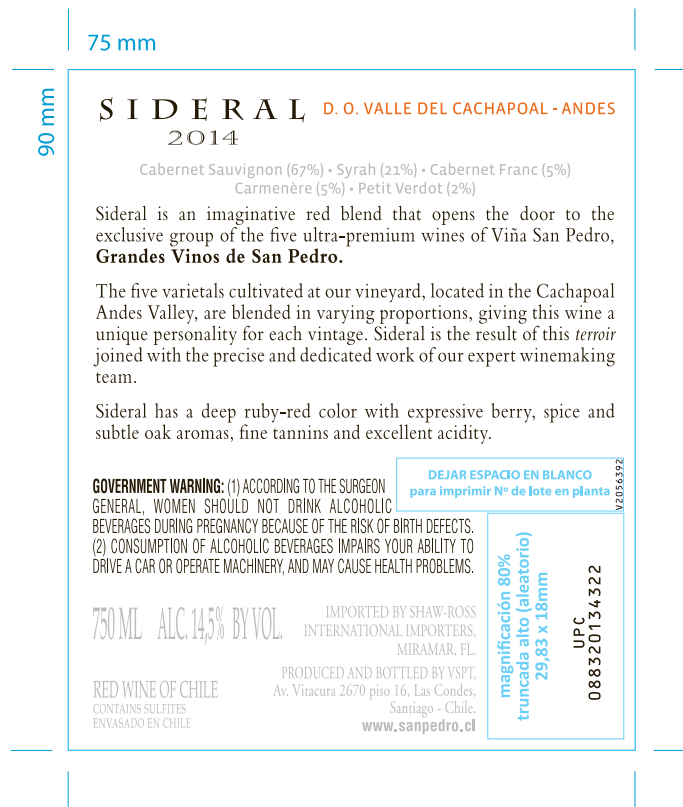 75 mm
90 mm
SIDERAL D. O. VALLE DEL CACHAPOAL - ANDES
2014
Cabernet Sauvignon (67%) • Syrah (21%) • Cabernet Franc (5%)
Carmenère (5%) • Petit Verdot (2%)
Sideral is an imaginative red blend that opens the door to the
exclusive group of the five ultra-premium wines of Viña San Pedro,
Grandes Vinos de San Pedro.
The five varietals cultivated at our vineyard, located in the Cachapoal
Andes Valley, are blended in varying proportions, giving this wine a
unique personality for each vintage. Sideral is the result of this terroir
joined with the precise and dedicated work of our expert winemaking
team.
Sideral has a deep ruby-red color with expressive berry, spice and
subtle oak aromas, fine tannins and excellent acidity.
DEJAR ESPACIO EN BLANCO
para imprimir Nº de lote en planta
V2056392
GOVERNMENT WARNING: (1) ACCORDING TO THE SURGEON
GENERAL, WOMEN SHOULD NOT DRINK ALCOHOLIC
BEVERAGES DURING PREGNANCY BECAUSE OF THE RISK OF BIRTH DEFECTS.
(2) CONSUMPTION OF ALCOHOLIC BEVERAGES IMPAIRS YOUR ABILITY TO
DRIVE A CAR OR OPERATE MACHINERY, AND MAY CAUSE HEALTH PROBLEMS.
750 ML ALC. 14,5% BY VOL.
RED WINE OF CHILE
CONTAINS SULFITES
ENVASADO EN CHILE
IMPORTED BY SHAW-ROSS
INTERNATIONAL IMPORTERS,
MIRAMAR, FL.
PRODUCED AND BOTTLED BY VSPT,
Av. Vitacura 2670 piso 16, Las Condes,
Santiago - Chile.
www.sanpedro.cl
magnificación 80%
truncada alto (aleatorio)
29,83 x 18mm
UPC
088320134322